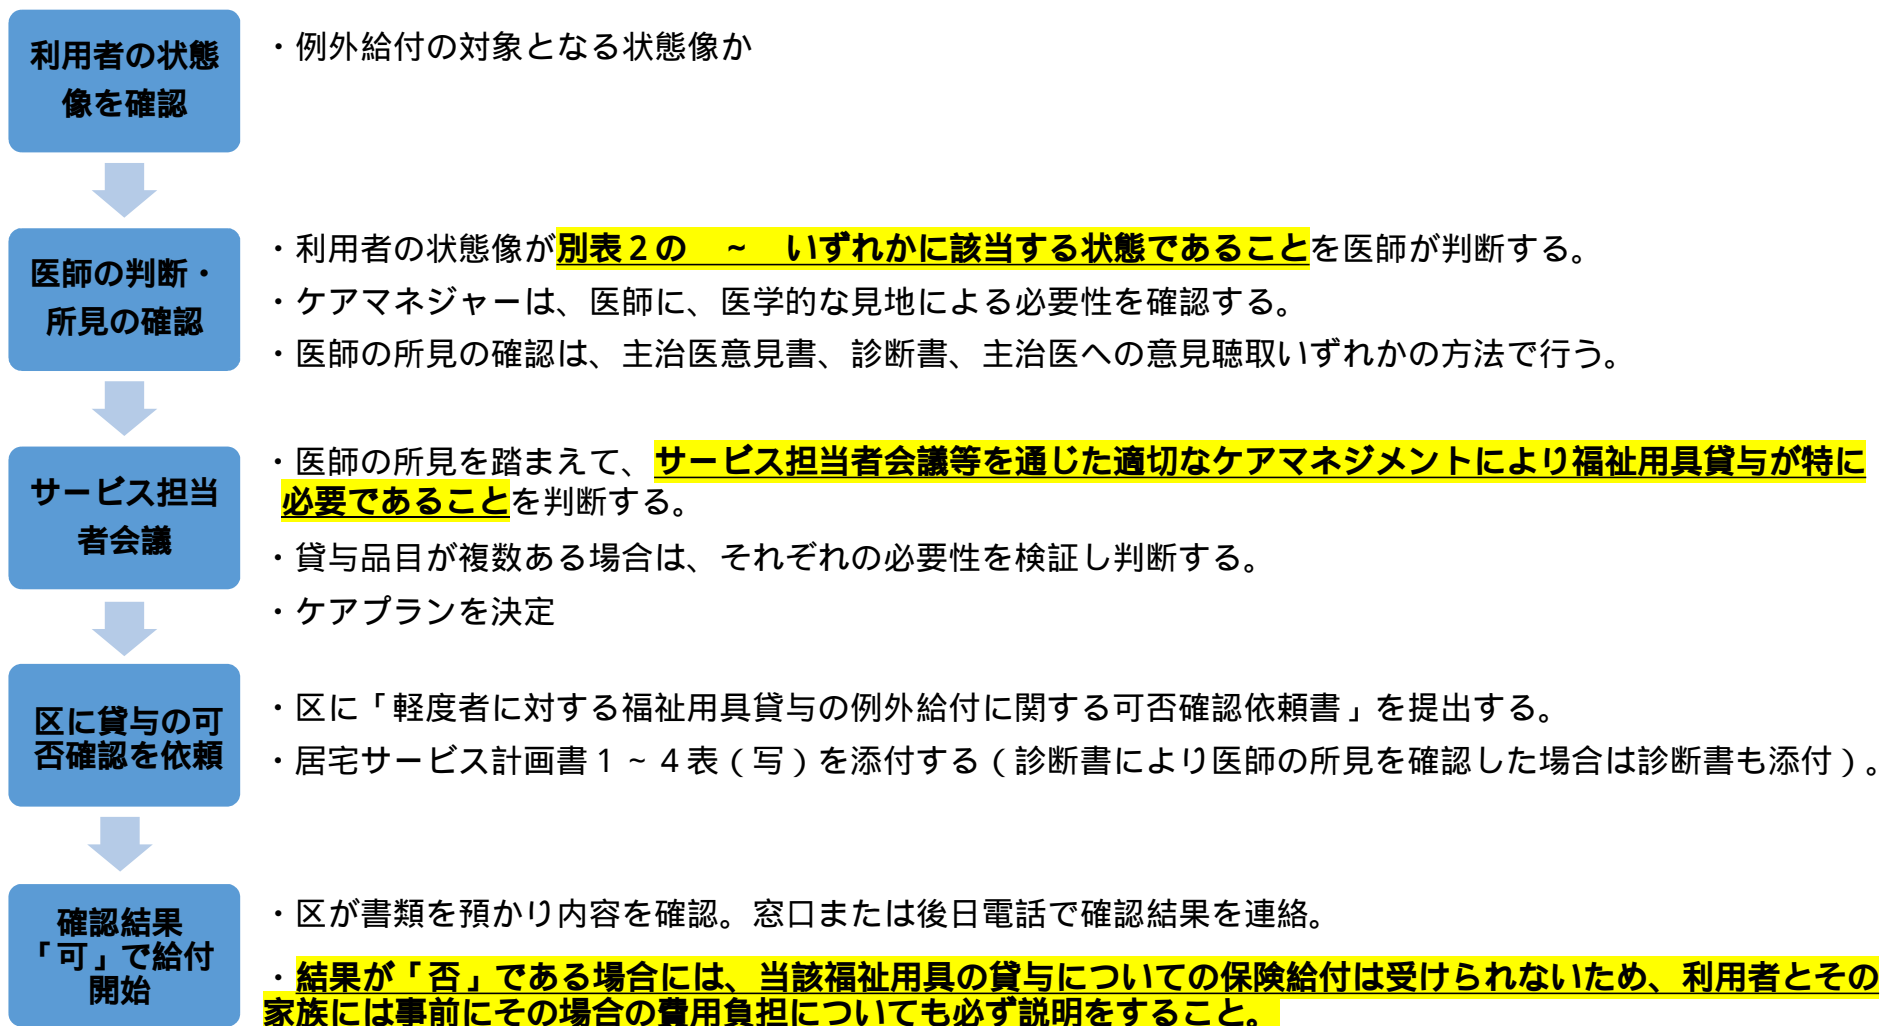 利用者の状態
像を確認
・例外給付の対象となる状態像か
医師の判断・
所見の確認
・利用者の状態像が別表２の　～　いずれかに該当する状態であることを医師が判断する。
・ケアマネジャーは、医師に、医学的な見地による必要性を確認する。
・医師の所見の確認は、主治医意見書、診断書、主治医への意見聴取いずれかの方法で行う。
サービス担当
者会議
・医師の所見を踏まえて、サービス担当者会議等を通じた適切なケアマネジメントにより福祉用具貸与が特に
必要であることを判断する。
・貸与品目が複数ある場合は、それぞれの必要性を検証し判断する。
・ケアプランを決定
区に貸与の可
否確認を依頼
・区に「軽度者に対する福祉用具貸与の例外給付に関する可否確認依頼書」を提出する。
・居宅サービス計画書１～４表（写）を添付する（診断書により医師の所見を確認した場合は診断書も添付）。
確認結果
「可」で給付
開始
・区が書類を預かり内容を確認。窓口または後日電話で確認結果を連絡。
・結果が「否」である場合には、当該福祉用具の貸与についての保険給付は受けられないため、利用者とその
家族には事前にその場合の費用負担についても必ず説明をすること。